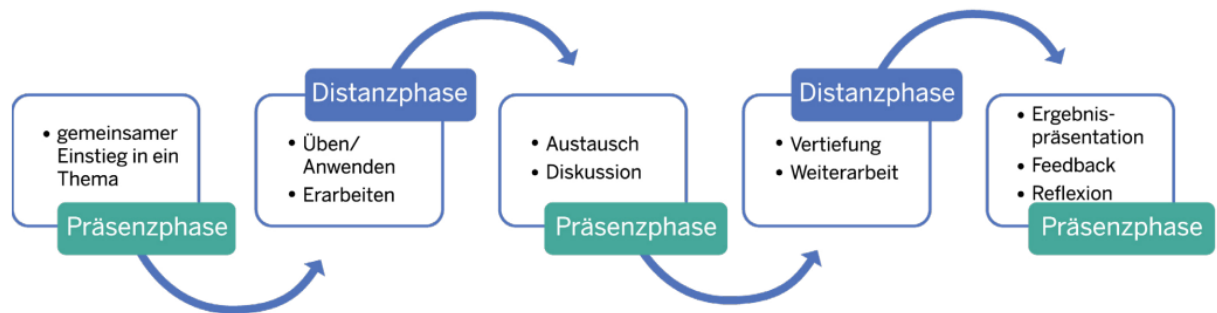 • gemeinsamer
Einstieg in ein
Thema
Präsenzphase
Distanzphase
• Üben/
Anwenden
• Erarbeiten
• Austausch
• Diskussion
Präsenzphase
Distanzphase
• Vertiefung
• Weiterarbeit
• Ergebnis-
präsentation
• Feedback
• Reflexion
Präsenzphase